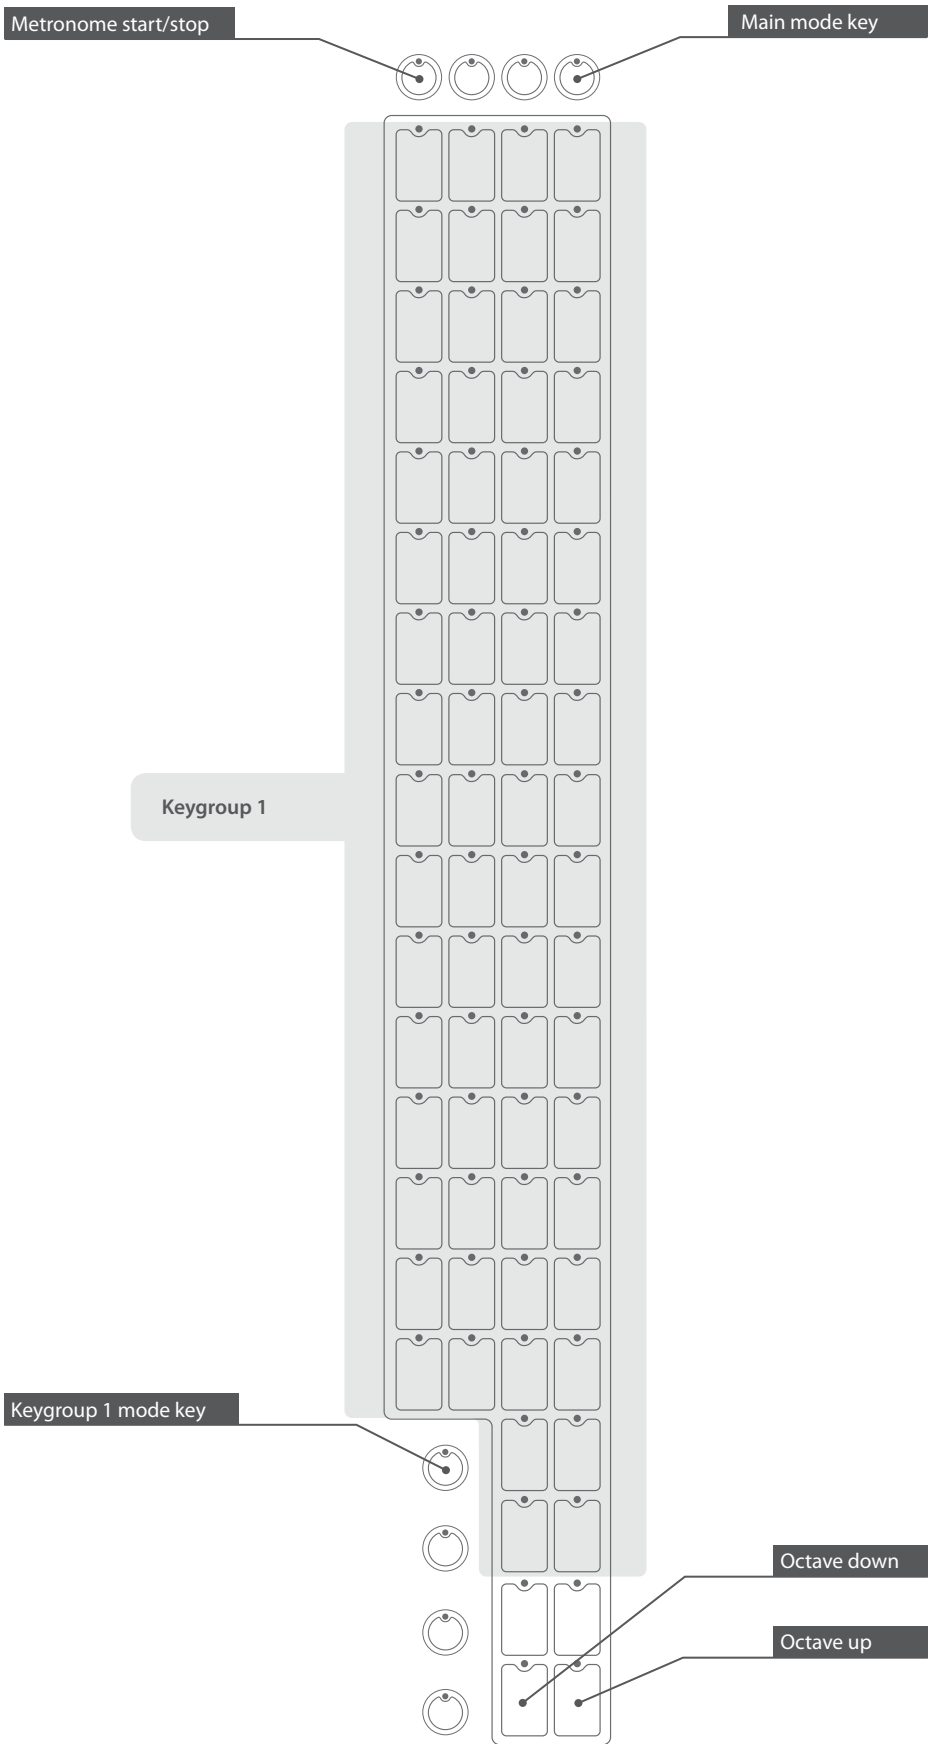 Metronome start/stop
Main mode key
Keygroup 1
Keygroup 1 mode key
Octave down
Octave up